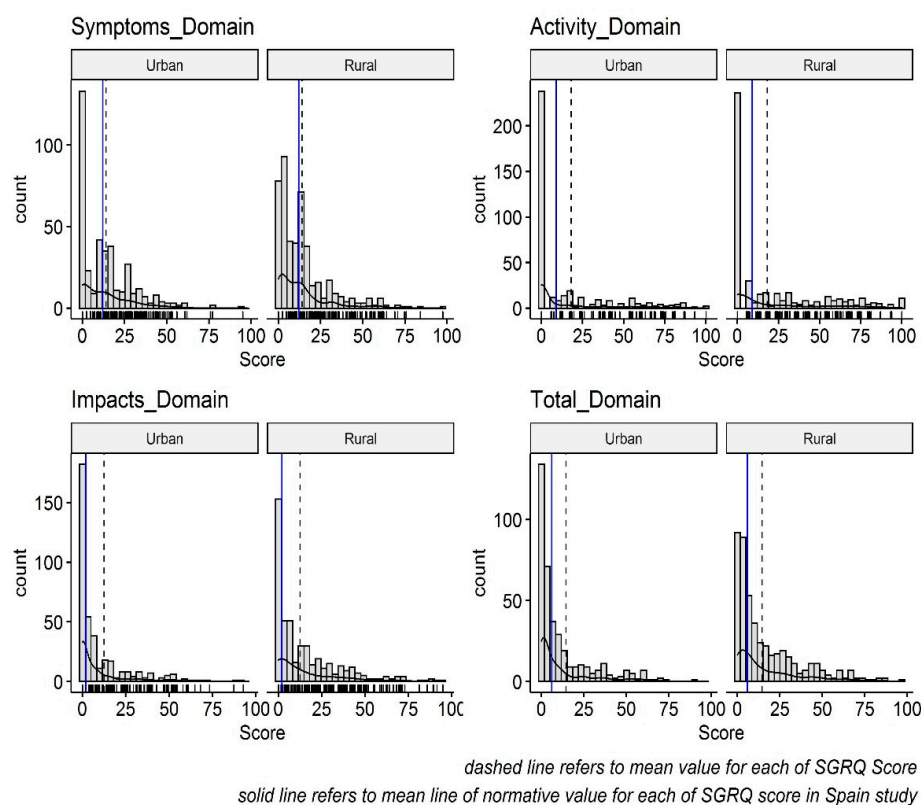 Symptoms_Domain
Urban
Rural
count
100
50
0
0 25 50 75 100
0 25 50 75 100
Score
Activity_Domain
Urban
Rural
count
200
150
100
50
0
0 25 50 75 100
0 25 50 75 100
Score
Impacts_Domain
Urban
Rural
count
150
100
50
0
0 25 50 75 100
0 25 50 75 100
Score
Total_Domain
Urban
Rural
count
100
50
0
0 25 50 75 100
0 25 50 75 100
Score
dashed line refers to mean value for each of SGRQ Score
solid line refers to mean line of normative value for each of SGRQ score in Spain study